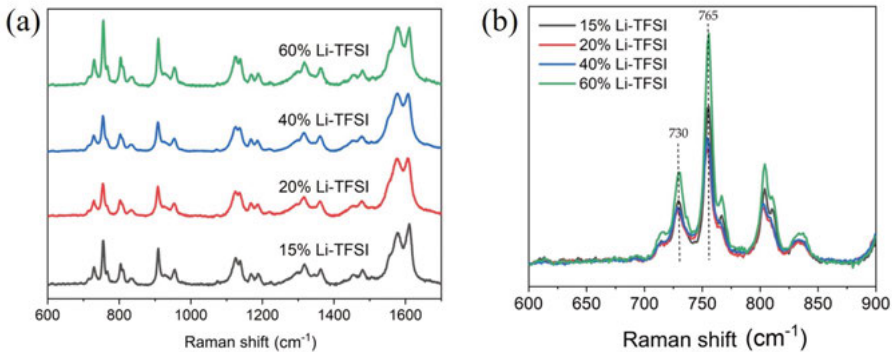 (a)
60% Li-TFSI
40% Li-TFSI
20% Li-TFSI
15% Li-TFSI
600 800 1000 1200 1400 1600
Raman shift (cm⁻¹)
(b)
15% Li-TFSI
20% Li-TFSI
40% Li-TFSI
60% Li-TFSI
765
730
600 650 700 750 800 850 900
Raman shift (cm⁻¹)